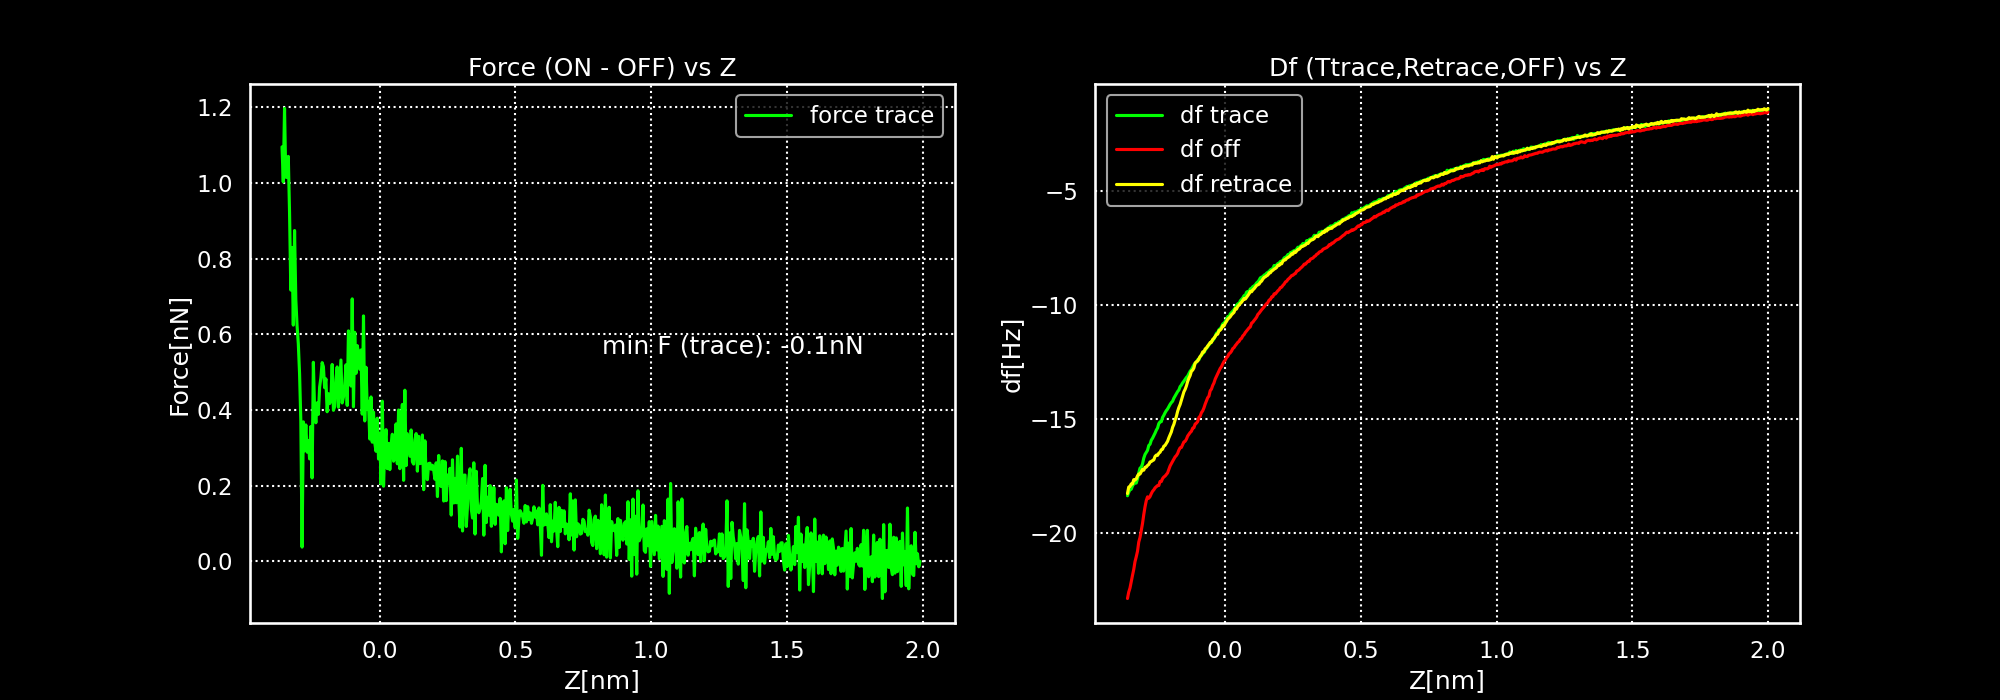 Force (ON - OFF) vs Z
force trace
min F (trace): -0.1nN
Force[nN]
1.2
1.0
0.8
0.6
0.4
0.2
0.0
0.0
0.5
1.0
1.5
2.0
Z[nm]
Df (Ttrace,Retrace,OFF) vs Z
df trace
df off
df retrace
df[Hz]
−5
−10
−15
−20
0.0
0.5
1.0
1.5
2.0
Z[nm]